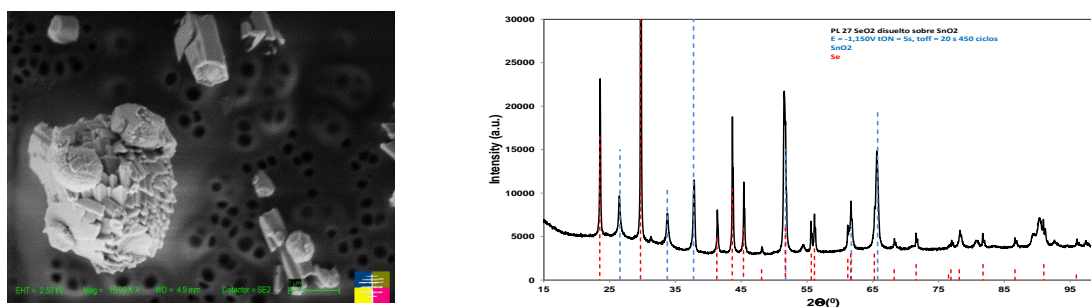 EHT = 2.50 kV Mag = 15.00 K X WD = 4.9 mm Detector = SE2
30000
25000
20000
15000
10000
5000
0
Intensity (a.u.)
PL 27 SeO2 disuelto sobre SnO2
E = -1,150V tON = 5s, toff = 20 s 450 ciclos
SnO2
Se
15 25 35 45 55 65 75 85 95
2Θ(º)